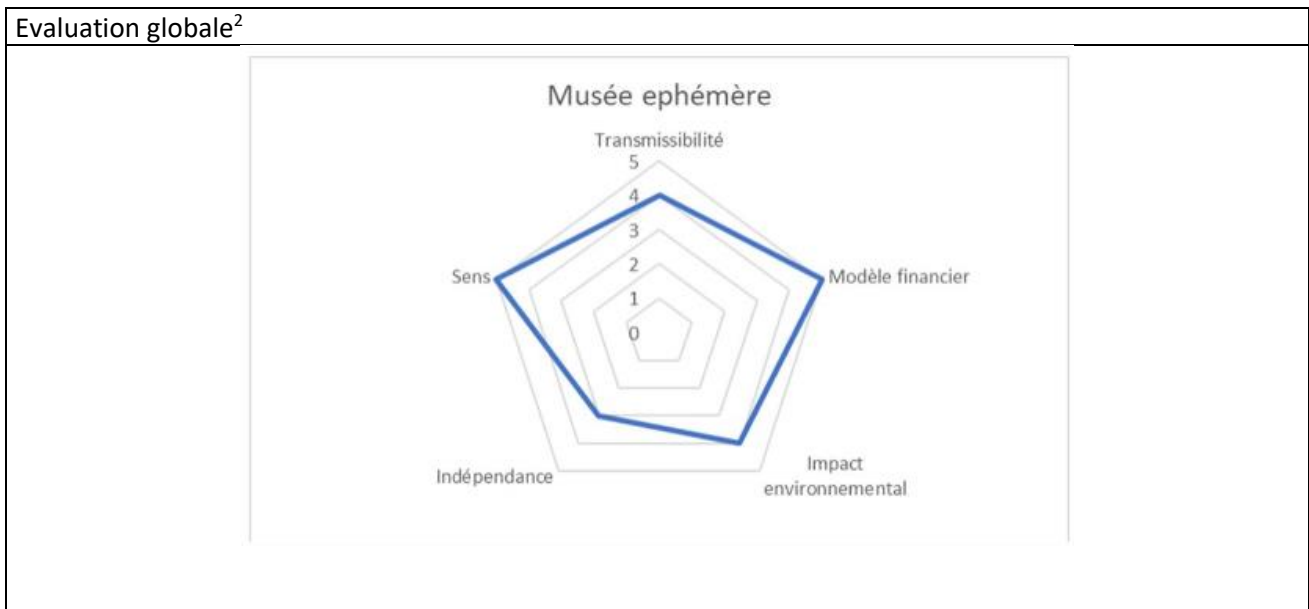 Evaluation globale²
Musée ephémère
Transmissibilité
5
4
3
2
1
0
Sens
Modèle financier
Indépendance
Impact
environnemental